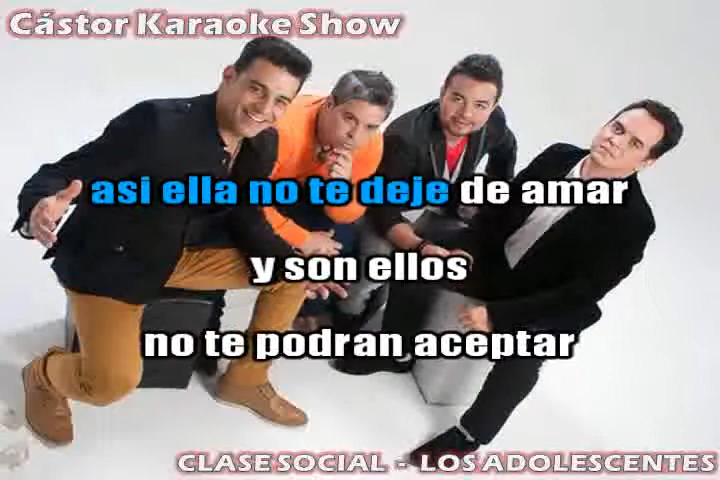 Cástor Karaoke Show
asi ella no te deje de amar
y son ellos
no te podran aceptar
CLASE SOCIAL - LOS ADOLESCENTES